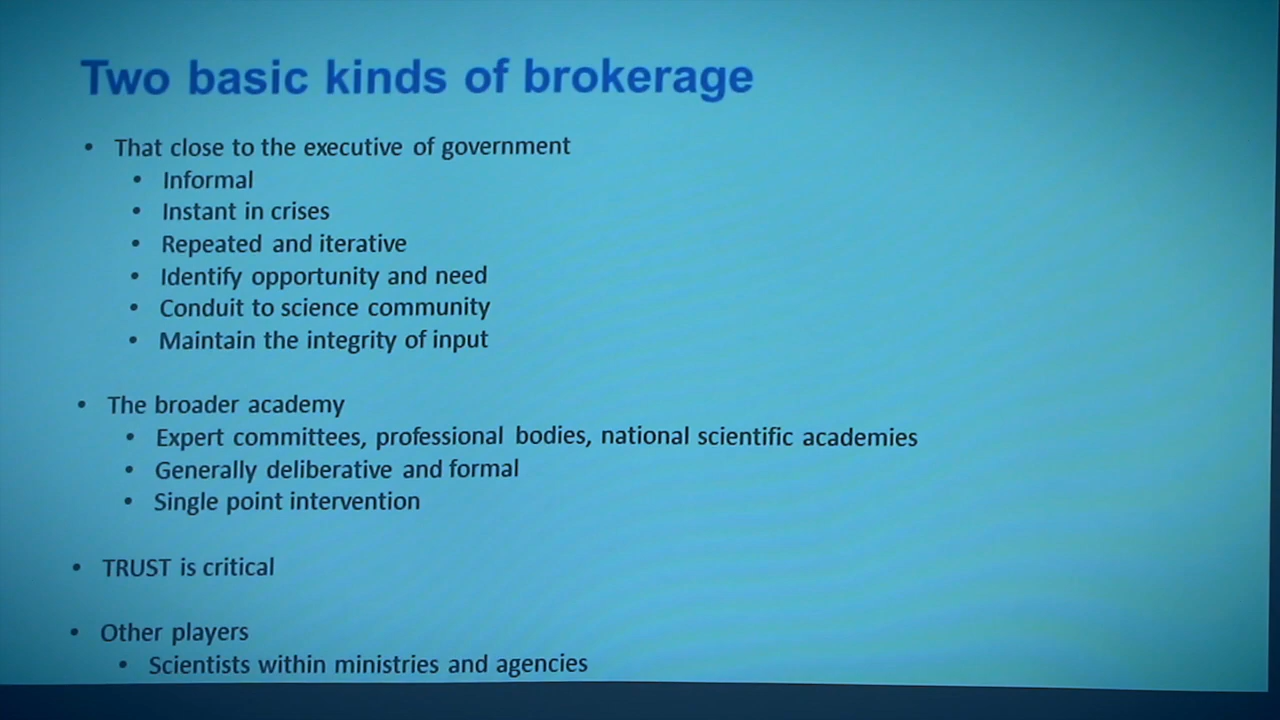 Two basic kinds of brokerage
• That close to the executive of government
• Informal
• Instant in crises
• Repeated and iterative
• Identify opportunity and need
• Conduit to science community
• Maintain the integrity of input
• The broader academy
• Expert committees, professional bodies, national scientific academies
• Generally deliberative and formal
• Single point intervention
• TRUST is critical
• Other players
• Scientists within ministries and agencies